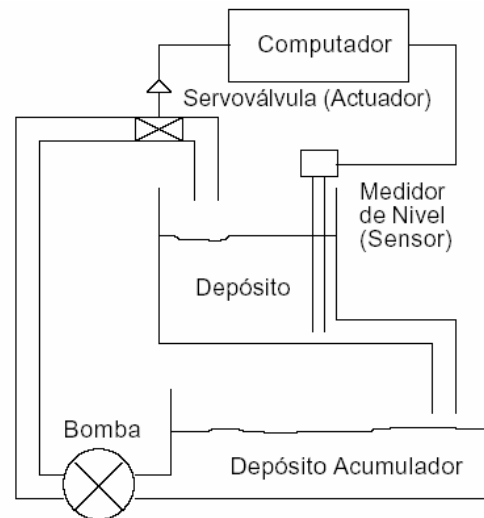 Computador
Servoválvula (Actuador)
Medidor
de Nivel
(Sensor)
Depósito
Bomba
Depósito Acumulador